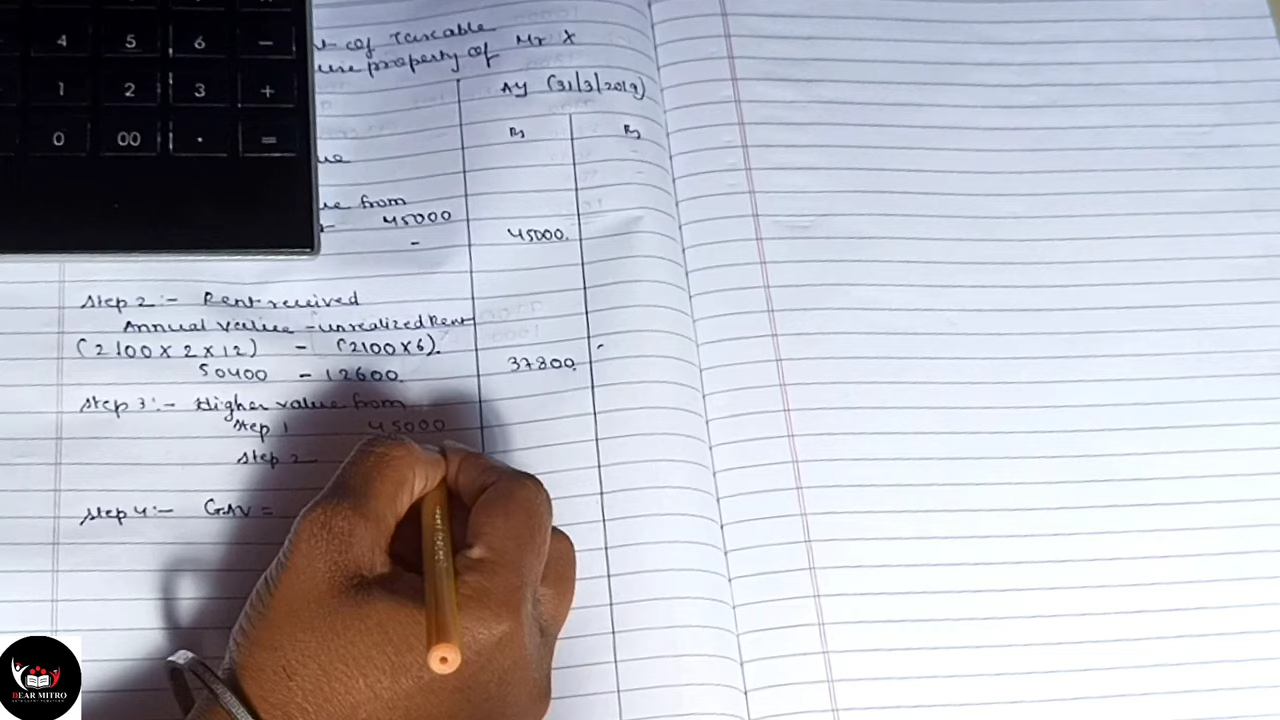 4 5 6 -
1 2 3 +
0 00 . =
of Taxable
property of Mr X
AY (31/3/2019)
Rs Rs
from
45000
- 45000.
Step 2:- Rent received
Annual value - unrealized Rent
(2100 x 2 x 12) - (2100 x 6).
50400 - 12600. 37800.
Step 3:- Higher value from
Step 1 45000
Step 2
Step 4:- GAV =
DEAR MITRO